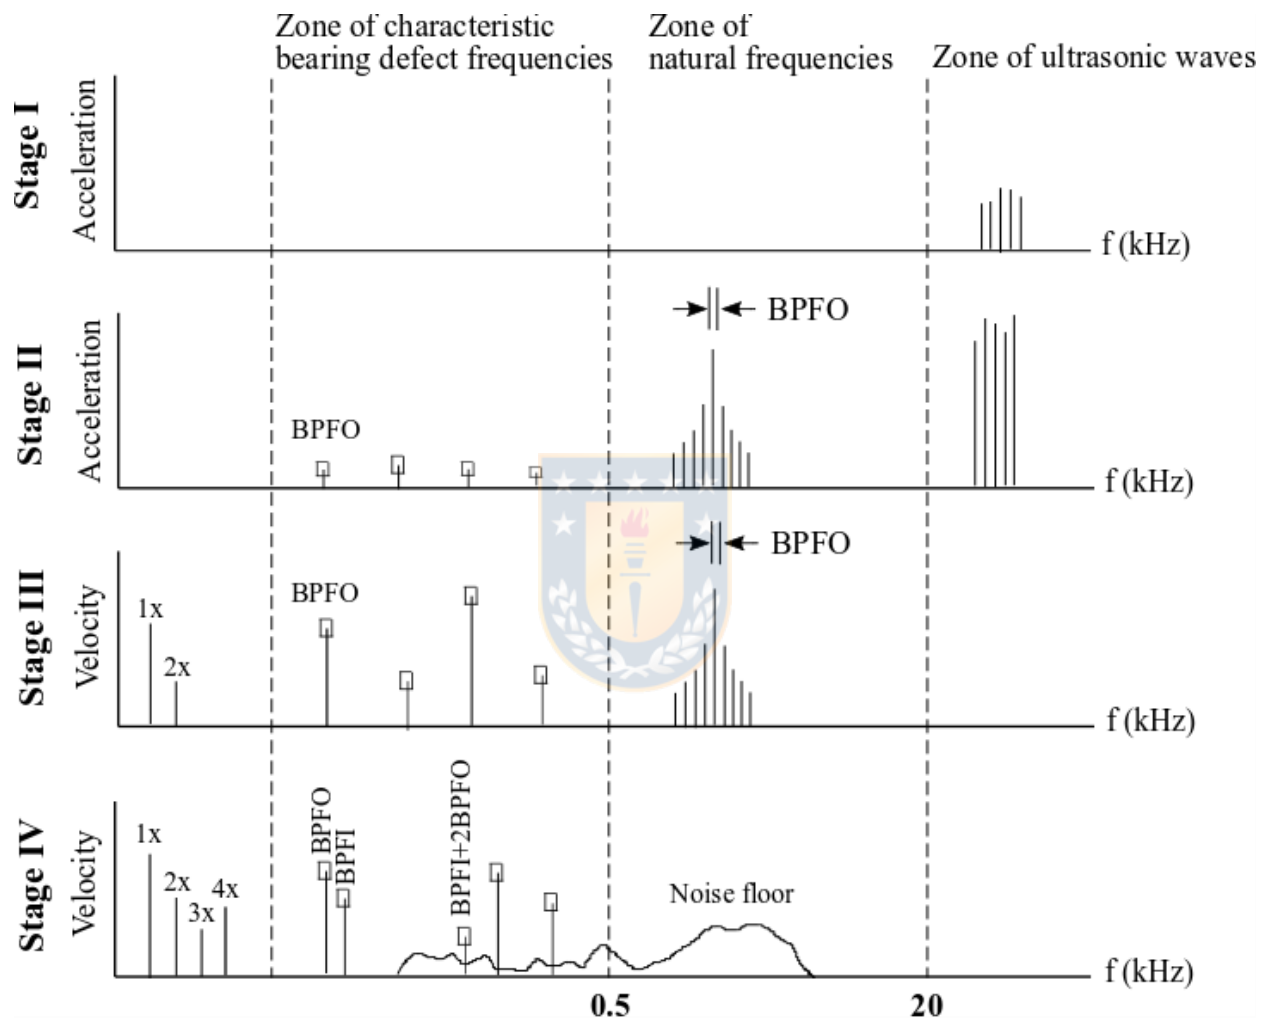 Zone of characteristic
bearing defect frequencies
Zone of
natural frequencies
Zone of ultrasonic waves
Stage I
Acceleration
f (kHz)
Stage II
Acceleration
BPFO
BPFO
f (kHz)
Stage III
Velocity
1x
2x
BPFO
BPFO
f (kHz)
Stage IV
Velocity
1x
2x
3x
4x
BPFO
BPFI
BPFI+2BPFO
Noise floor
f (kHz)
0.5
20